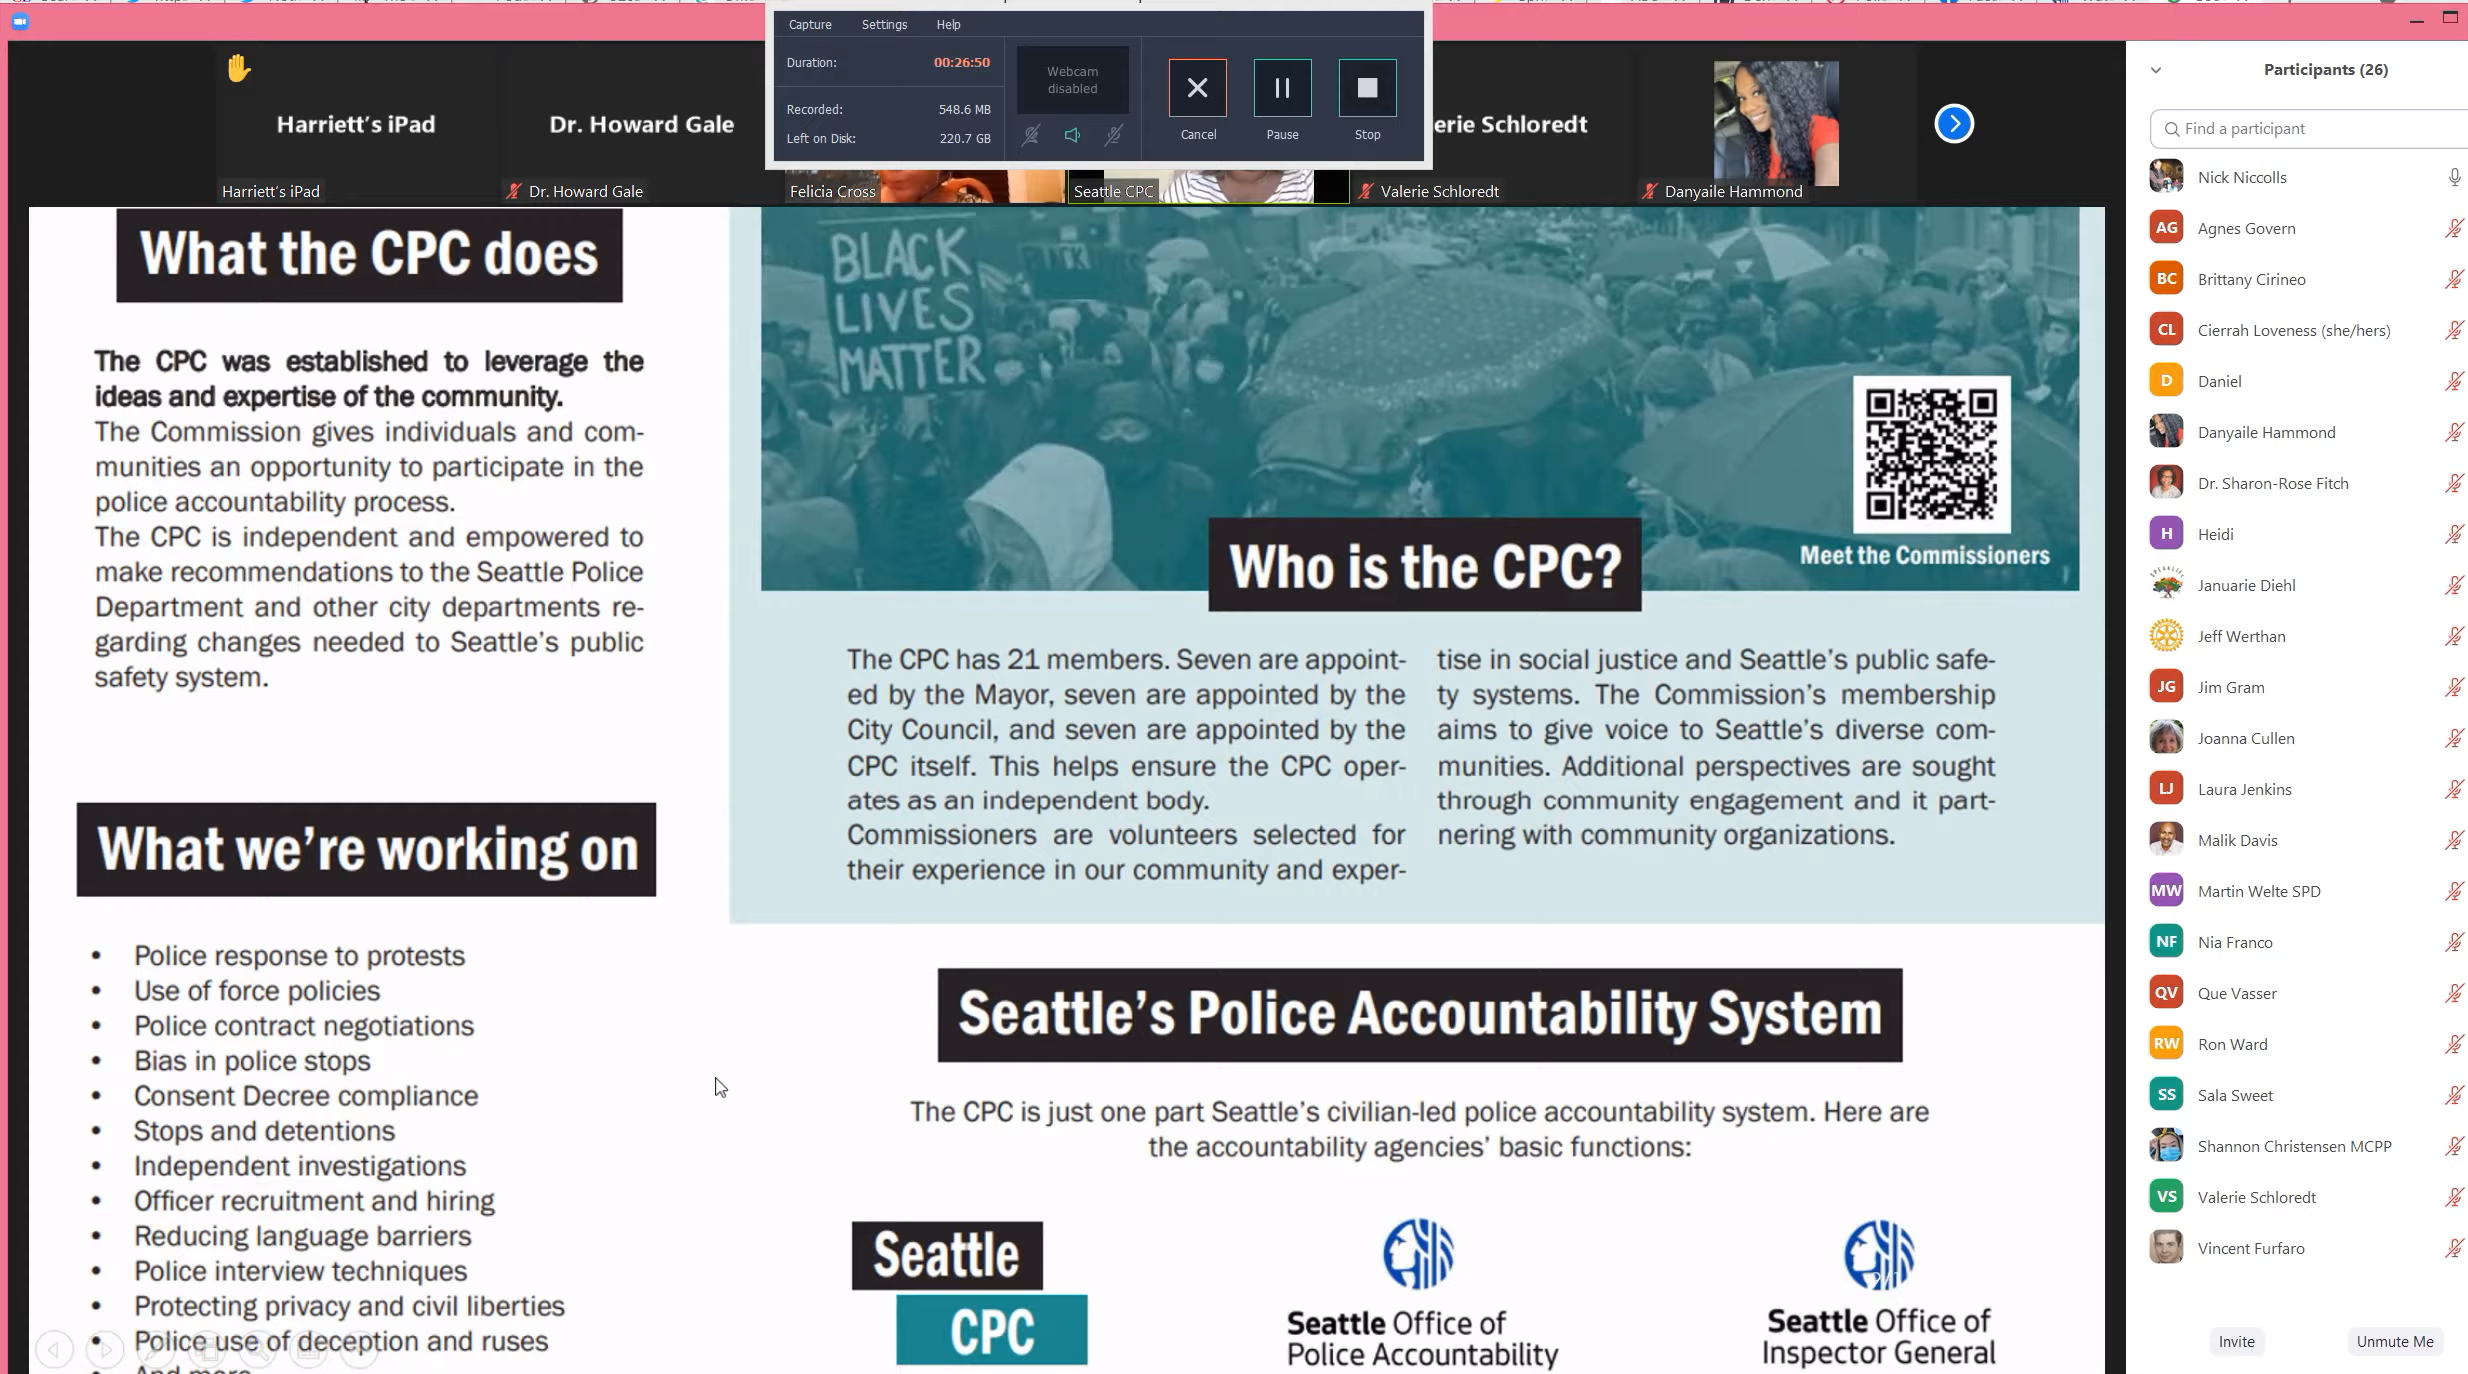 Capture Settings Help
Duration: 00:26:50
Recorded: 548.6 MB
Left on Disk: 220.7 GB
Webcam
disabled
Cancel Pause Stop
Harriett's iPad
Dr. Howard Gale
erie Schloredt
Harriett's iPad
Dr. Howard Gale
Felicia Cross
Seattle CPC
Valerie Schloredt
Danyaile Hammond
What the CPC does
The CPC was established to leverage the
ideas and expertise of the community.
The Commission gives individuals and com-
munities an opportunity to participate in the
police accountability process.
The CPC is independent and empowered to
make recommendations to the Seattle Police
Department and other city departments re-
garding changes needed to Seattle's public
safety system.
What we're working on
• Police response to protests
• Use of force policies
• Police contract negotiations
• Bias in police stops
• Consent Decree compliance
• Stops and detentions
• Independent investigations
• Officer recruitment and hiring
• Reducing language barriers
• Police interview techniques
• Protecting privacy and civil liberties
• Police use of deception and ruses
And more
BLACK
LIVES
MATTER
Meet the Commissioners
Who is the CPC?
The CPC has 21 members. Seven are appoint-
ed by the Mayor, seven are appointed by the
City Council, and seven are appointed by the
CPC itself. This helps ensure the CPC oper-
ates as an independent body.
Commissioners are volunteers selected for
their experience in our community and exper-
tise in social justice and Seattle's public safe-
ty systems. The Commission's membership
aims to give voice to Seattle's diverse com-
munities. Additional perspectives are sought
through community engagement and it part-
nering with community organizations.
Seattle's Police Accountability System
The CPC is just one part Seattle's civilian-led police accountability system. Here are
the accountability agencies' basic functions:
Seattle
CPC
Seattle Office of
Police Accountability
Seattle Office of
Inspector General
Participants (26)
Find a participant
Nick Niccolls
AG Agnes Govern
BC Brittany Cirineo
CL Cierrah Loveness (she/hers)
D Daniel
Danyaile Hammond
Dr. Sharon-Rose Fitch
H Heidi
Januarie Diehl
Jeff Werthan
JG Jim Gram
Joanna Cullen
LJ Laura Jenkins
Malik Davis
MW Martin Welte SPD
NF Nia Franco
QV Que Vasser
RW Ron Ward
SS Sala Sweet
Shannon Christensen MCPP
VS Valerie Schloredt
Vincent Furfaro
Invite Unmute Me